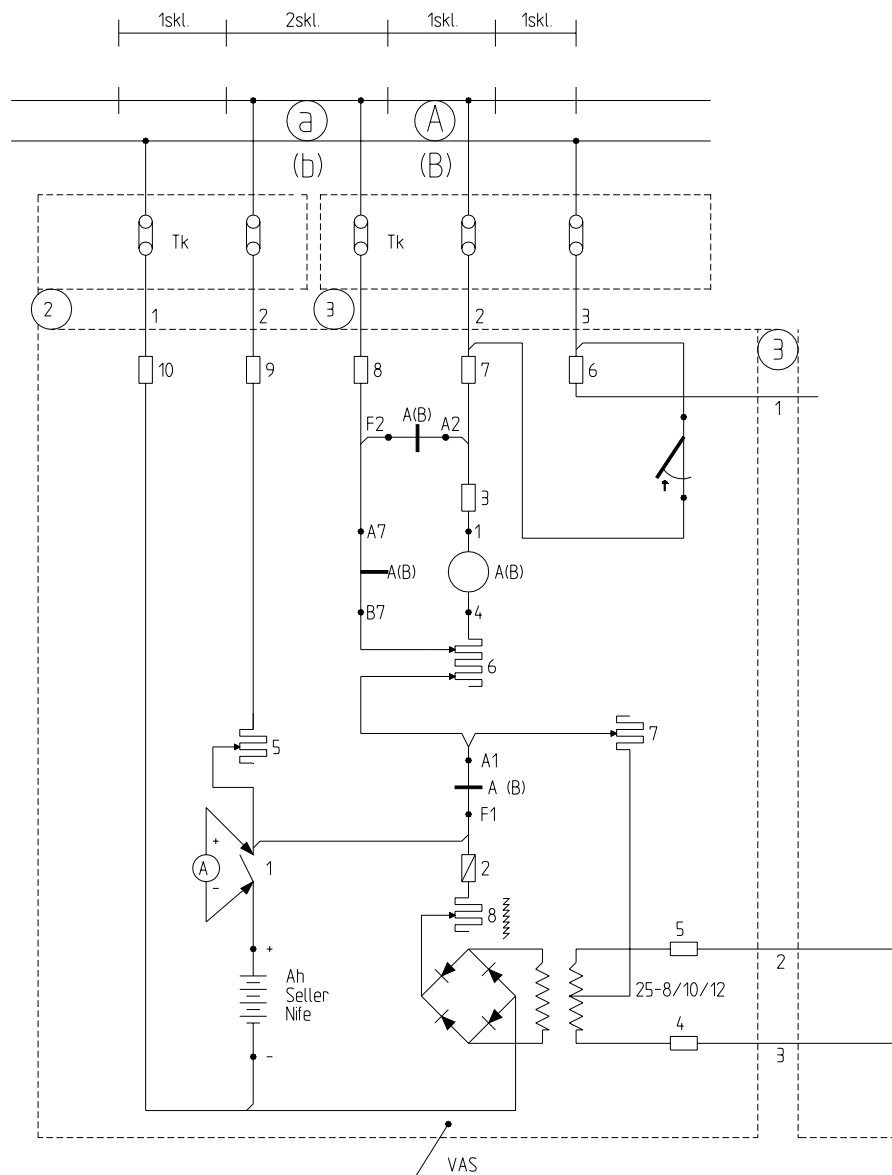 1skl. 2skl. 1skl. 1skl.
a A
(b) (B)
Tk Tk
2 3
1 2 2 3
3
10 9 8 7 6
1
A(B)
F2 A2
3
A7 1
A(B) A(B)
B7 4
6
5 7
A1
A (B)
F1
+
A 1 2
-
8
+ 5
2
Ah
Seller 25-8/10/12
Nife
4
- 3
VAS